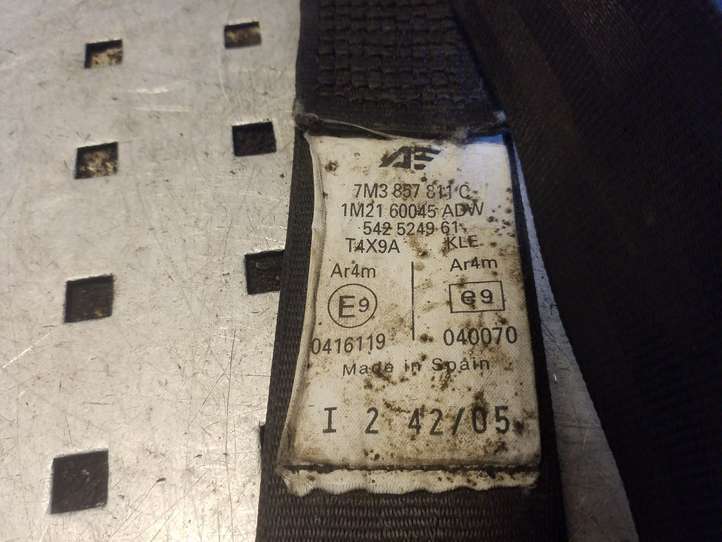 7M3 857 811 C
1M21 60045 ADW
542 5249 61
T4X9A KLE
Ar4m Ar4m
E9 e9
0416119 040070
Made in Spain
I 2 42/05